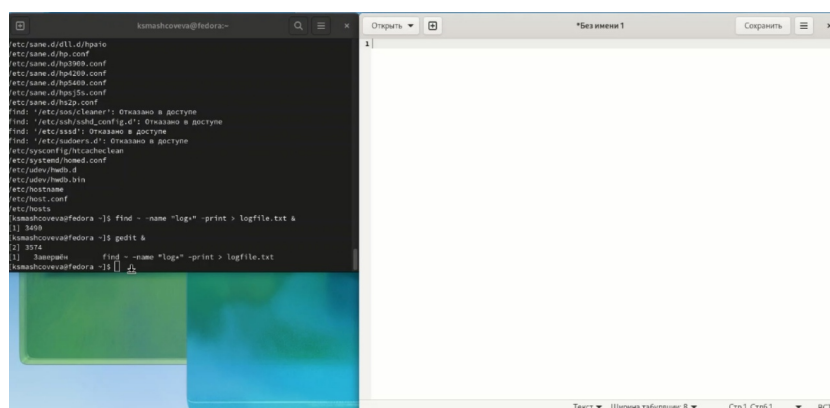 ksmashcoveva@fedora:~
/etc/sane.d/dll.d/hpaio
/etc/sane.d/hp.conf
/etc/sane.d/hp3900.conf
/etc/sane.d/hp4200.conf
/etc/sane.d/hp5400.conf
/etc/sane.d/hpsj5s.conf
/etc/sane.d/hs2p.conf
find: '/etc/sos/cleaner': Отказано в доступе
find: '/etc/ssh/sshd_config.d': Отказано в доступе
find: '/etc/sssd': Отказано в доступе
find: '/etc/sudoers.d': Отказано в доступе
/etc/sysconfig/htcacheclean
/etc/systemd/homed.conf
/etc/udev/hwdb.d
/etc/udev/hwdb.bin
/etc/hostname
/etc/host.conf
/etc/hosts
[ksmashcoveva@fedora ~]$ find ~ -name "log*" -print > logfile.txt &
[1] 3490
[ksmashcoveva@fedora ~]$ gedit &
[2] 3574
[1] Завершён find ~ -name "log*" -print > logfile.txt
[ksmashcoveva@fedora ~]$
Открыть *Без имени 1 Сохранить
1
Текст Ширина табуляции: 8 Стр 1, Стлб 1